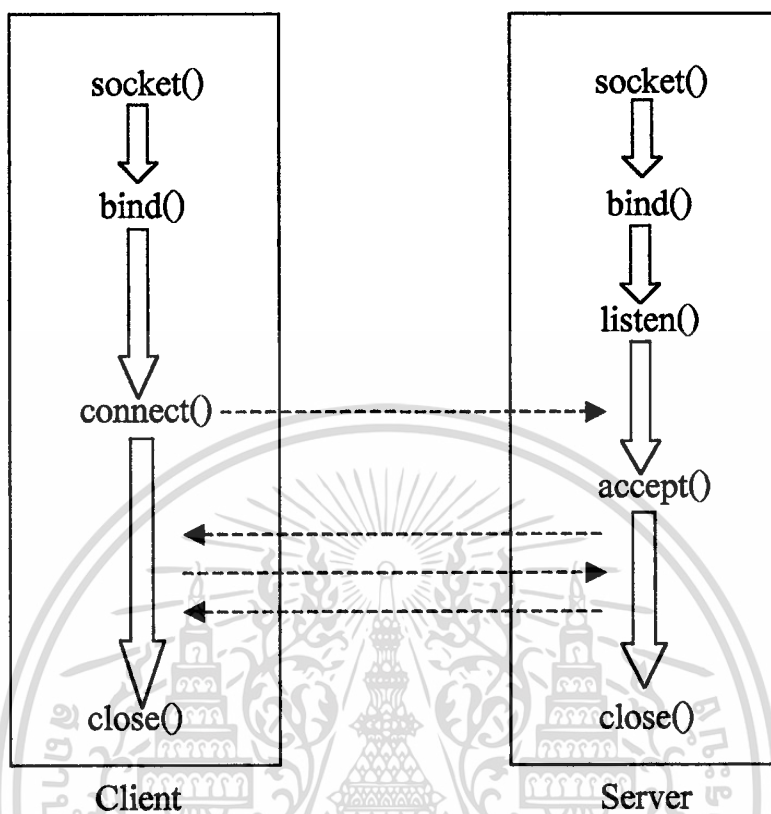 socket()
bind()
connect()
close()
Client
socket()
bind()
listen()
accept()
close()
Server